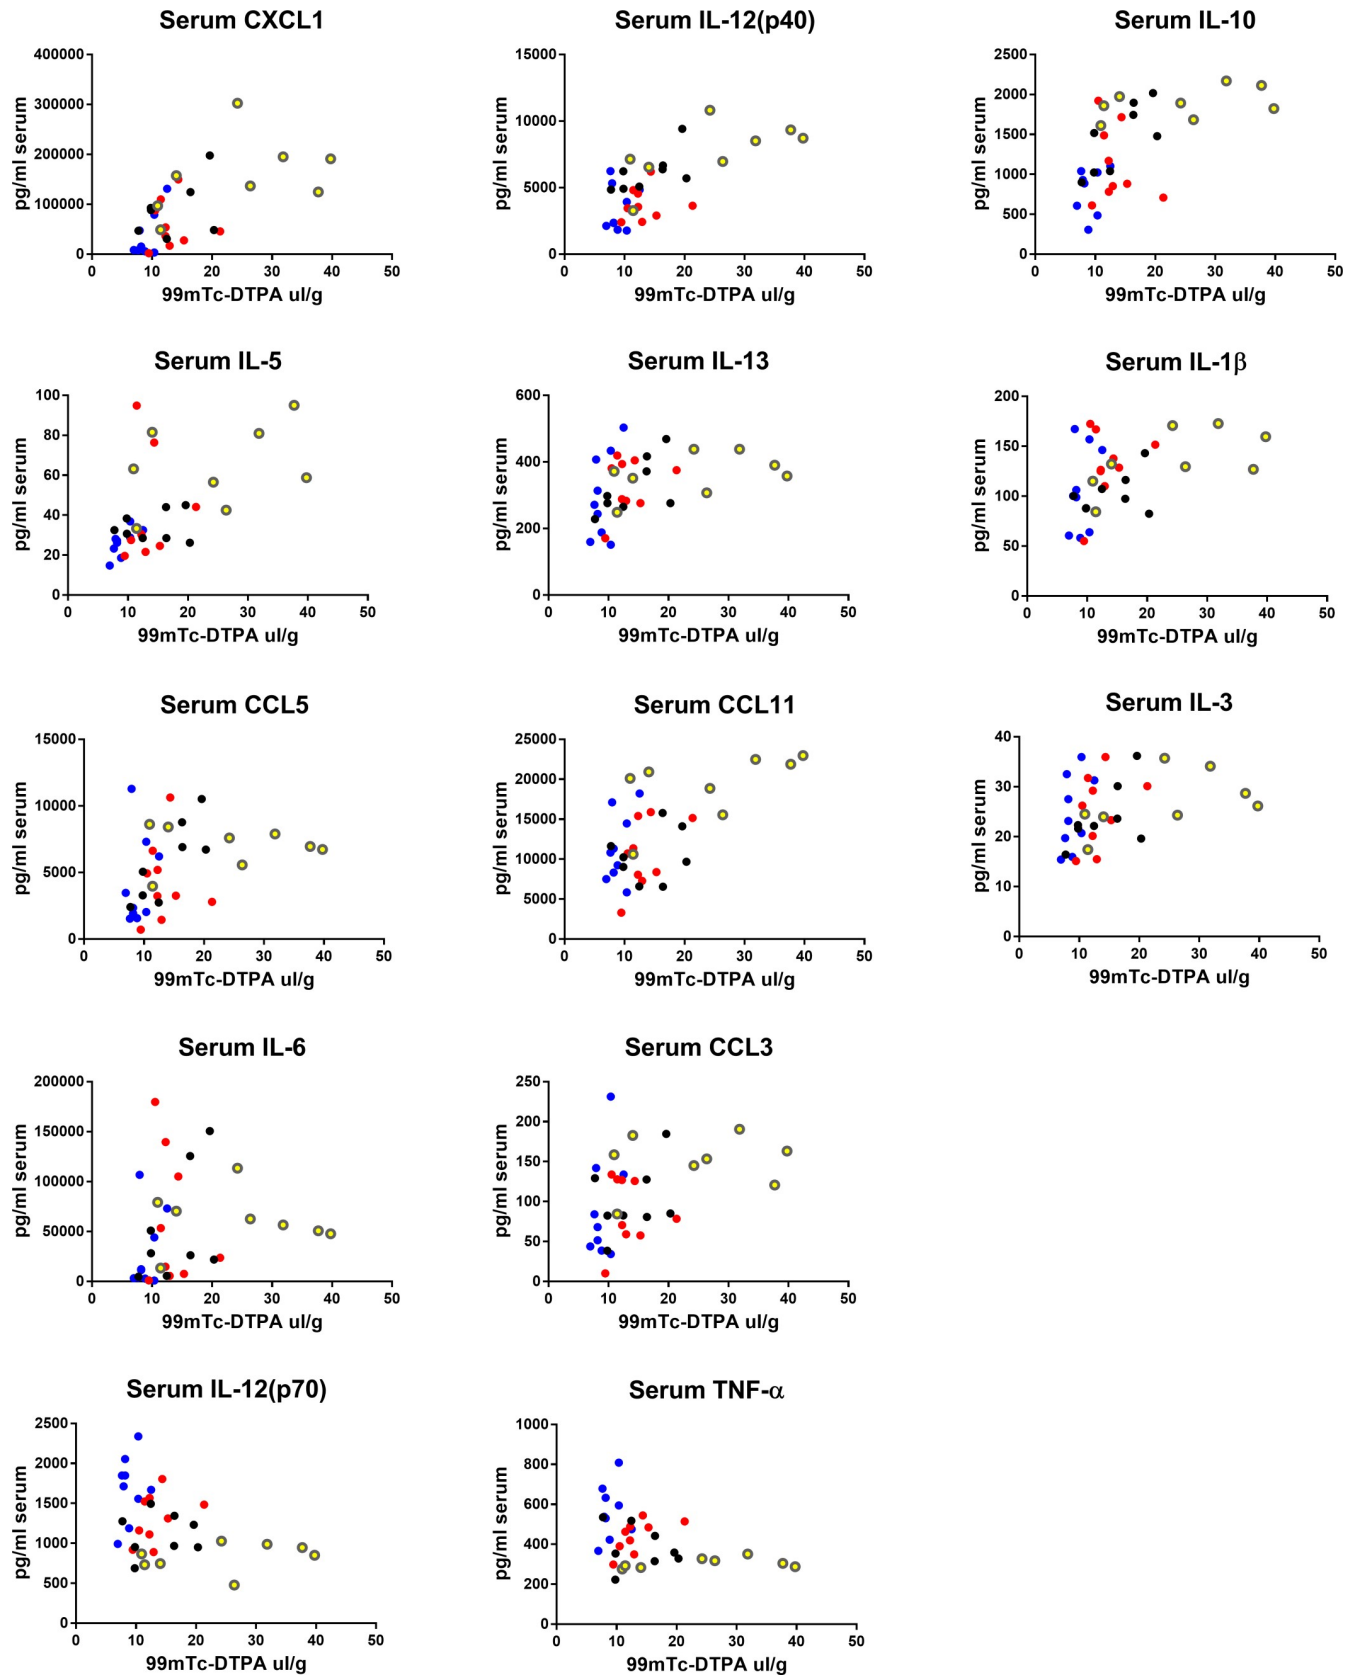 Serum CXCL1
400000
300000
200000
100000
0
pg/ml serum
0 10 20 30 40 50
99mTc-DTPA ul/g
Serum IL-12(p40)
15000
10000
5000
0
pg/ml serum
0 10 20 30 40 50
99mTc-DTPA ul/g
Serum IL-10
2500
2000
1500
1000
500
0
pg/ml serum
0 10 20 30 40 50
99mTc-DTPA ul/g
Serum IL-5
100
80
60
40
20
0
pg/ml serum
0 10 20 30 40 50
99mTc-DTPA ul/g
Serum IL-13
600
400
200
0
pg/ml serum
0 10 20 30 40 50
99mTc-DTPA ul/g
Serum IL-1β
200
150
100
50
0
pg/ml serum
0 10 20 30 40 50
99mTc-DTPA ul/g
Serum CCL5
15000
10000
5000
0
pg/ml serum
0 10 20 30 40 50
99mTc-DTPA ul/g
Serum CCL11
25000
20000
15000
10000
5000
0
pg/ml serum
0 10 20 30 40 50
99mTc-DTPA ul/g
Serum IL-3
40
30
20
10
0
pg/ml serum
0 10 20 30 40 50
99mTc-DTPA ul/g
Serum IL-6
200000
150000
100000
50000
0
pg/ml serum
0 10 20 30 40 50
99mTc-DTPA ul/g
Serum CCL3
250
200
150
100
50
0
pg/ml serum
0 10 20 30 40 50
99mTc-DTPA ul/g
Serum IL-12(p70)
2500
2000
1500
1000
500
0
pg/ml serum
0 10 20 30 40 50
99mTc-DTPA ul/g
Serum TNF-α
1000
800
600
400
200
0
pg/ml serum
0 10 20 30 40 50
99mTc-DTPA ul/g